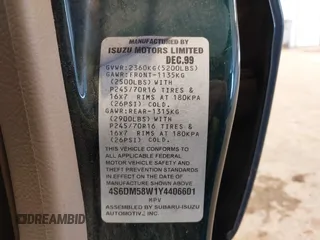 MANUFACTURED BY
ISUZU MOTORS LIMITED
DEC.99
GVWR:2360KG(5200LBS)
GAWR:FRONT-1135KG
(2500LBS) WITH
P245/70R16 TIRES &
16X7 RIMS AT 180KPA
(26PSI) COLD.
GAWR:REAR-1315KG
(2900LBS) WITH
P245/70R16 TIRES &
16X7 RIMS AT 180KPA
(26PSI) COLD.
THIS VEHICLE CONFORMS TO
ALL APPLICABLE FEDERAL
MOTOR VEHICLE SAFETY AND
THEFT PREVENTION STANDARDS
IN EFFECT ON THE DATE OF
MANUFACTURE SHOWN ABOVE
4S6DM58W1Y4406601
MPV
ASSEMBLED BY SUBARU-ISUZU
AUTOMOTIVE, INC.
DREAMBID